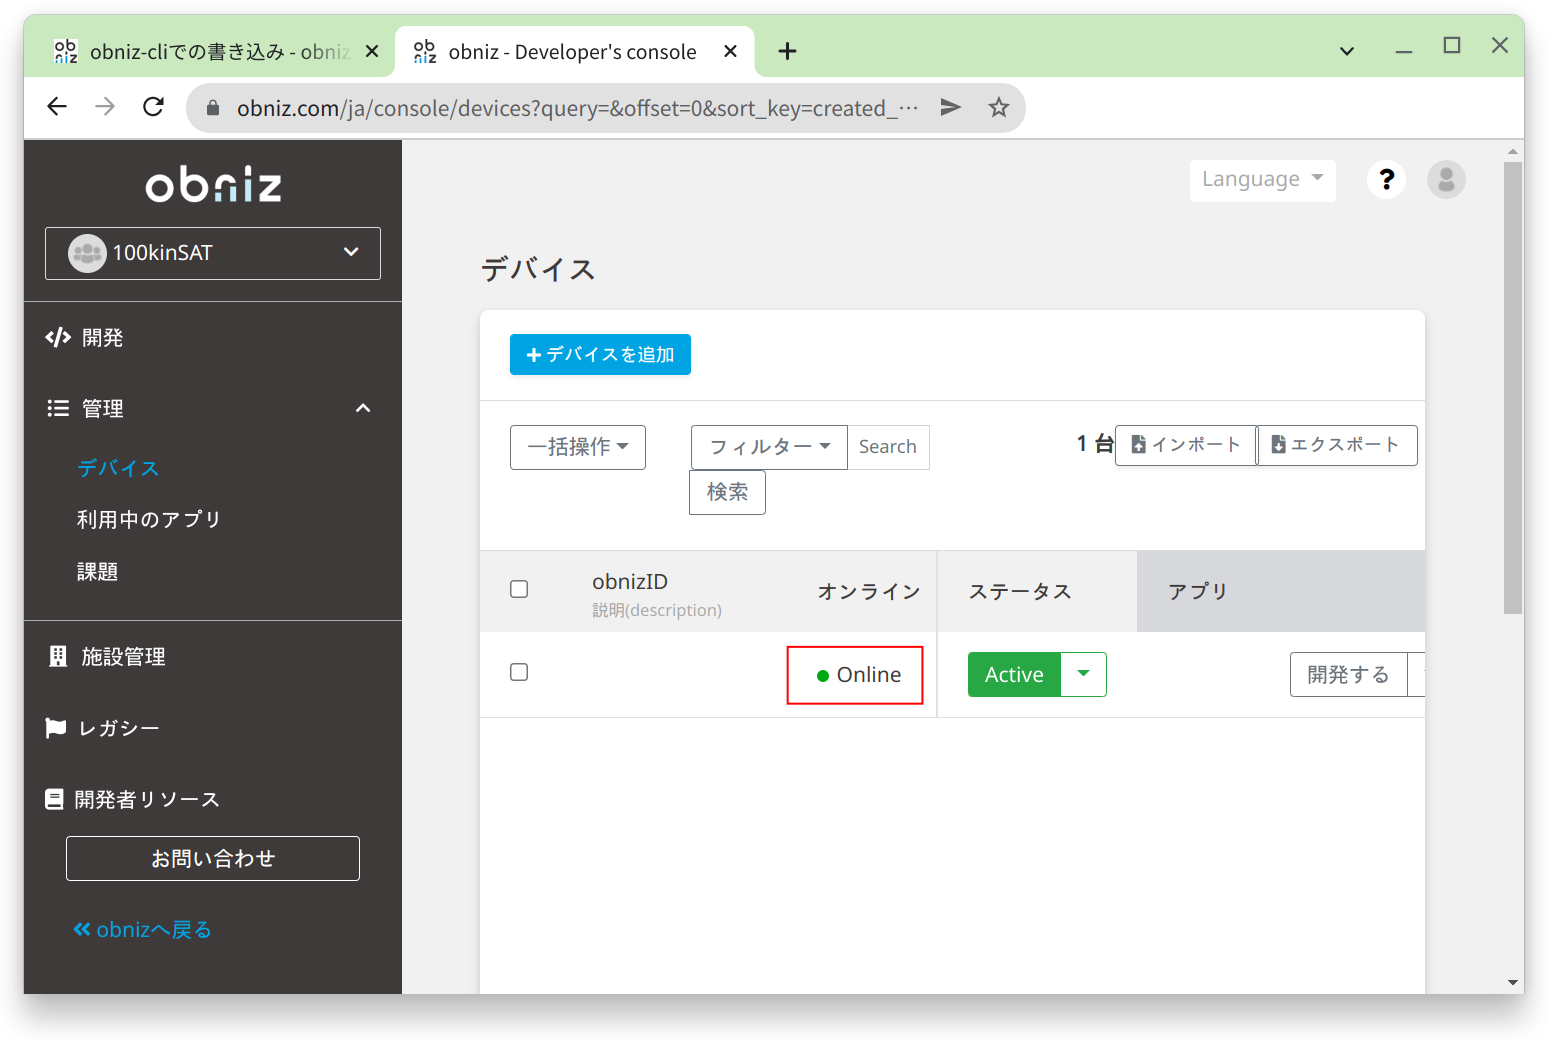 obniz-cliでの書き込み - obniz
obniz - Developer's console
obniz.com/ja/console/devices?query=&offset=0&sort_key=created_…
obniz
100kinSAT
開発
管理
デバイス
利用中のアプリ
課題
施設管理
レガシー
開発者リソース
お問い合わせ
obnizへ戻る
Language
?
デバイス
デバイスを追加
一括操作
フィルター
Search
検索
1 台
インポート
エクスポート
obnizID
説明(description)
オンライン
ステータス
アプリ
Online
Active
開発する